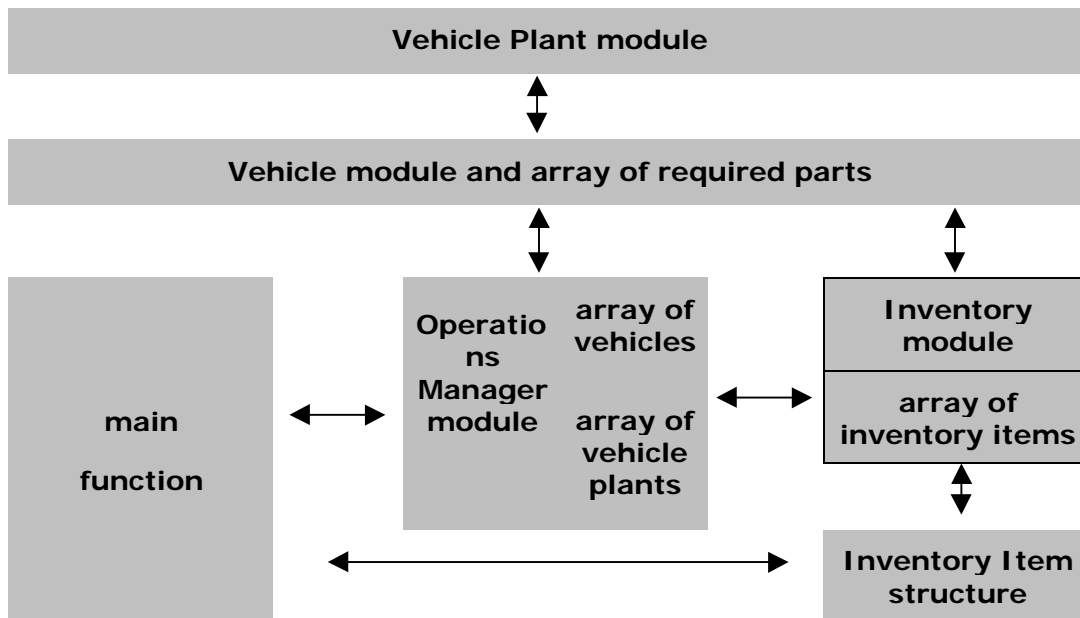 Vehicle Plant module
Vehicle module and array of required parts
main
function
Operatio
ns
Manager
module
array of
vehicles
array of
vehicle
plants
Inventory
module
array of
inventory items
Inventory Item
structure